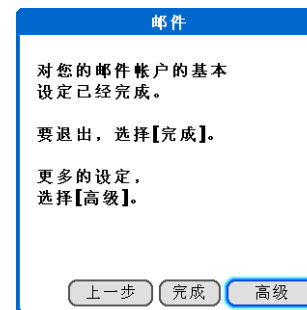 邮件
对您的邮件帐户的基本
设定已经完成。
要退出，选择[完成]。
更多的设定，
选择[高级]。
上一步 完成 高级